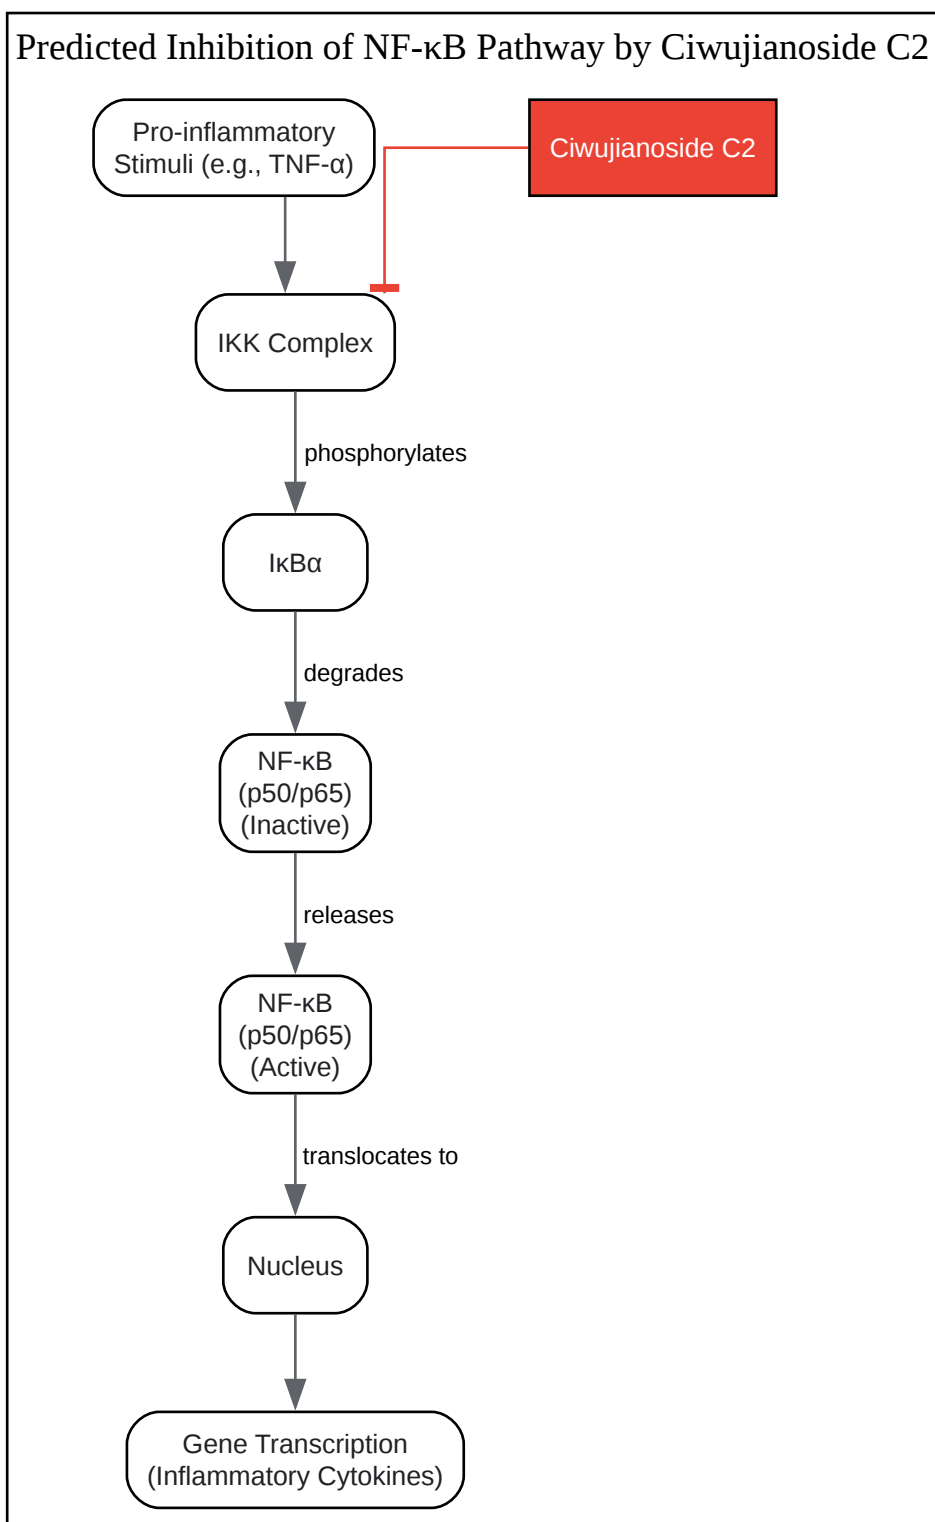 Predicted Inhibition of NF-κB Pathway by Ciwujianoside C2
Pro-inflammatory
Stimuli (e.g., TNF-α)
Ciwujianoside C2
IKK Complex
phosphorylates
IκBα
degrades
NF-κB
(p50/p65)
(Inactive)
releases
NF-κB
(p50/p65)
(Active)
translocates to
Nucleus
Gene Transcription
(Inflammatory Cytokines)